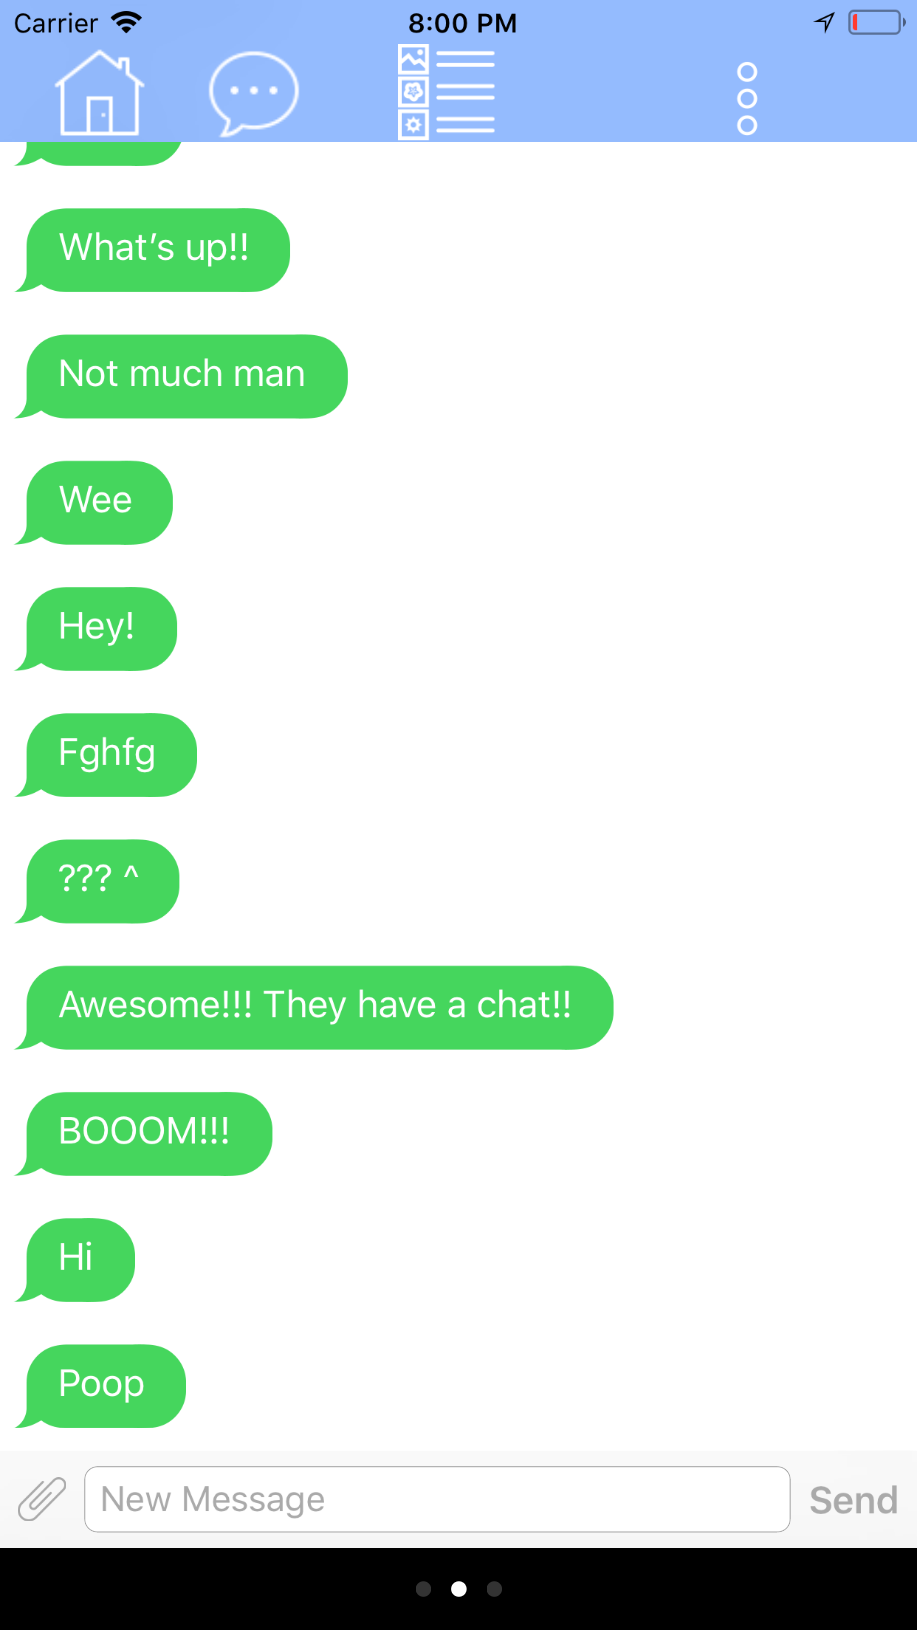 Carrier 8:00 PM
What’s up!!
Not much man
Wee
Hey!
Fghfg
??? ^
Awesome!!! They have a chat!!
BOOOM!!!
Hi
Poop
New Message Send